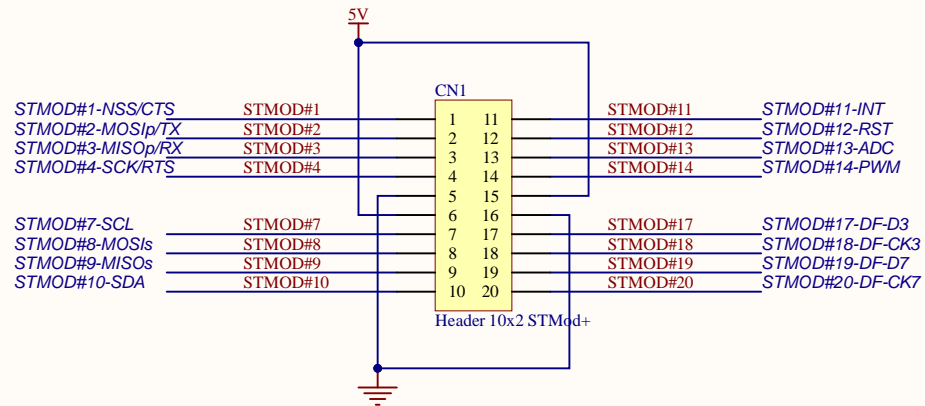 5V
CN1
STMOD#1-NSS/CTS STMOD#1 1 11 STMOD#11 STMOD#11-INT
STMOD#2-MOSIp/TX STMOD#2 2 12 STMOD#12 STMOD#12-RST
STMOD#3-MISOp/RX STMOD#3 3 13 STMOD#13 STMOD#13-ADC
STMOD#4-SCK/RTS STMOD#4 4 14 STMOD#14 STMOD#14-PWM
5 15
6 16
STMOD#7-SCL STMOD#7 7 17 STMOD#17 STMOD#17-DF-D3
STMOD#8-MOSIs STMOD#8 8 18 STMOD#18 STMOD#18-DF-CK3
STMOD#9-MISOs STMOD#9 9 19 STMOD#19 STMOD#19-DF-D7
STMOD#10-SDA STMOD#10 10 20 STMOD#20 STMOD#20-DF-CK7
Header 10x2 STMod+